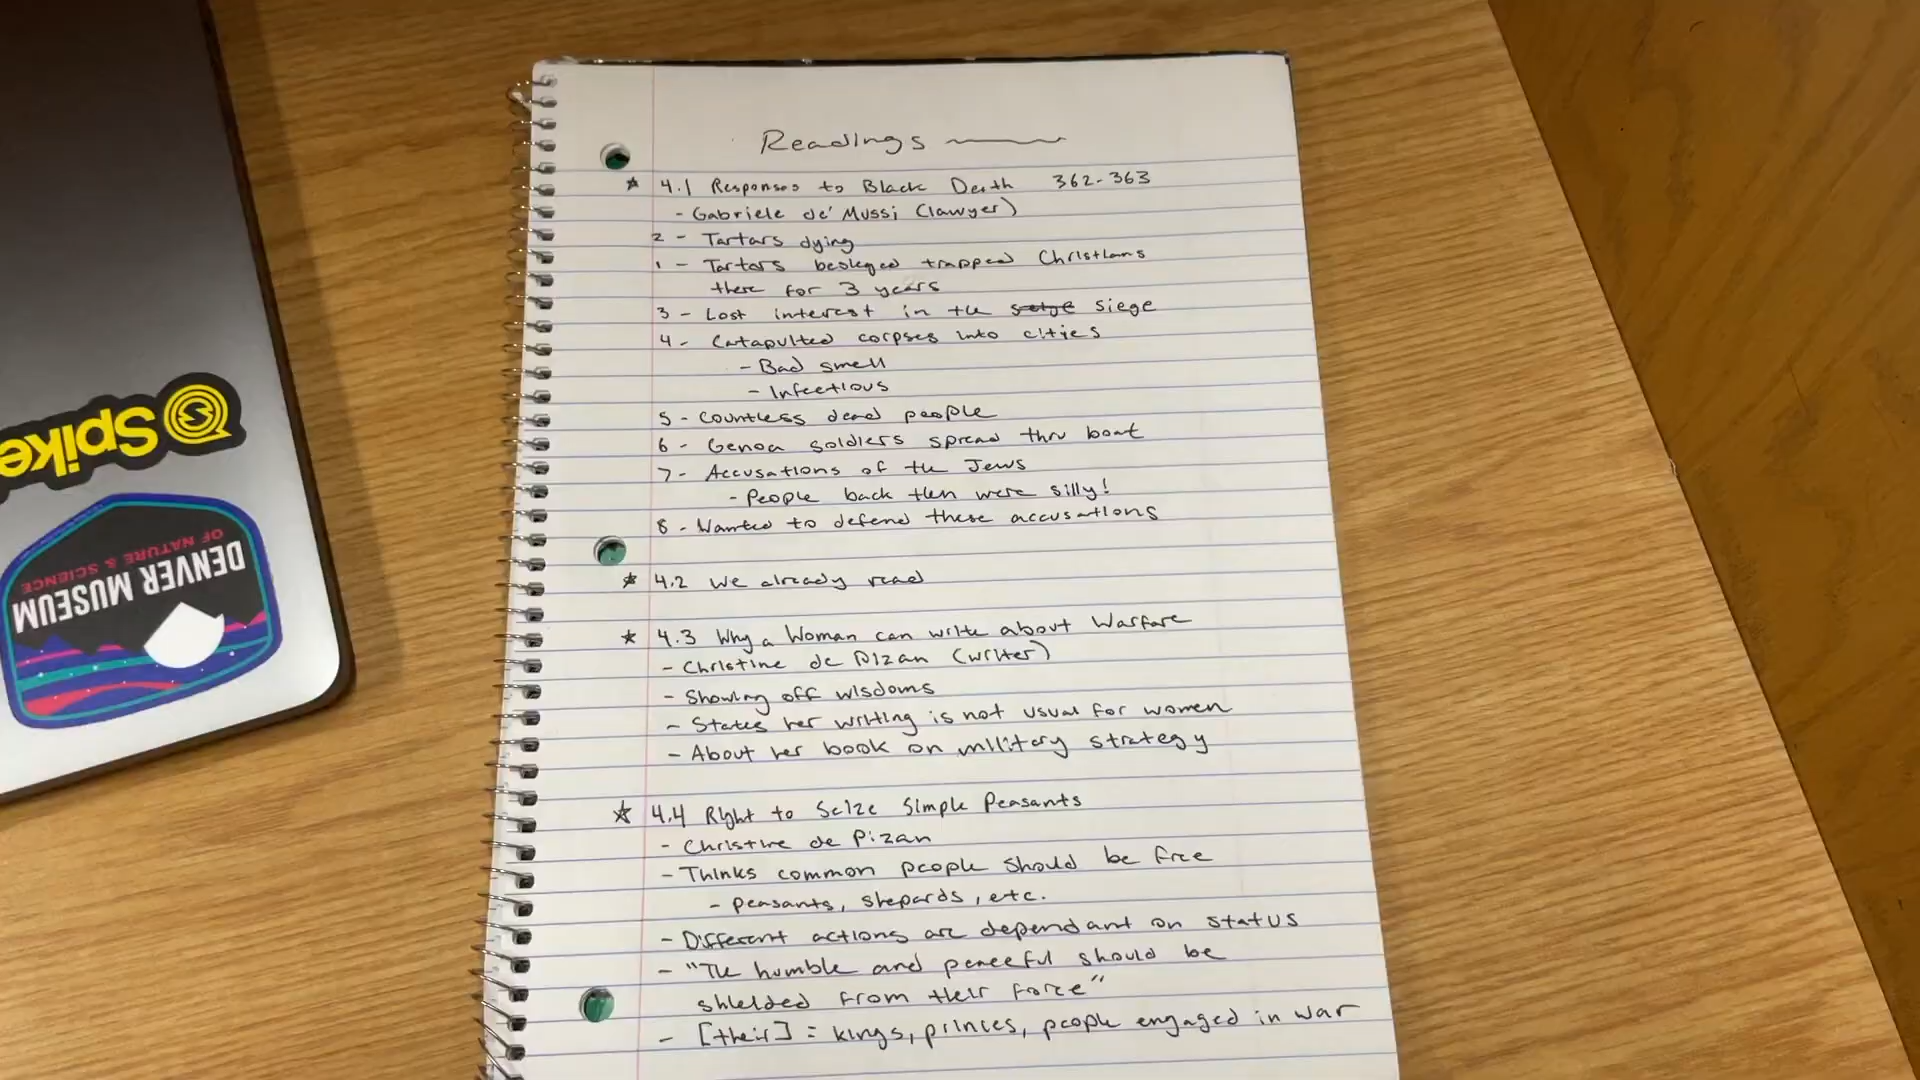 Readings
* 4.1 Responses to Black Death 362-363
- Gabriele de' Mussi (lawyer)
2 - Tartars dying
1 - Tartars besieged trapped Christians
there for 3 years
3 - Lost interest in the siege
4 - Catapulted corpses into cities
- Bad smell
- Infectious
5 - Countless dead people
6 - Genoa soldiers spread thru boat
7 - Accusations of the Jews
- People back then were silly!
8 - Wanted to defend these accusations
* 4.2 We already read
* 4.3 Why a Woman can write about Warfare
- Christine de Pizan (writer)
- Showing off wisdoms
- States her writing is not usual for women
- About her book on military strategy
* 4.4 Right to Seize Simple Peasants
- Christine de Pizan
- Thinks common people should be free
- peasants, shepards, etc.
- Different actions are dependant on status
- "The humble and peaceful should be
shielded from their force"
- [their] = kings, princes, people engaged in war
Spike
DENVER MUSEUM
OF NATURE & SCIENCE